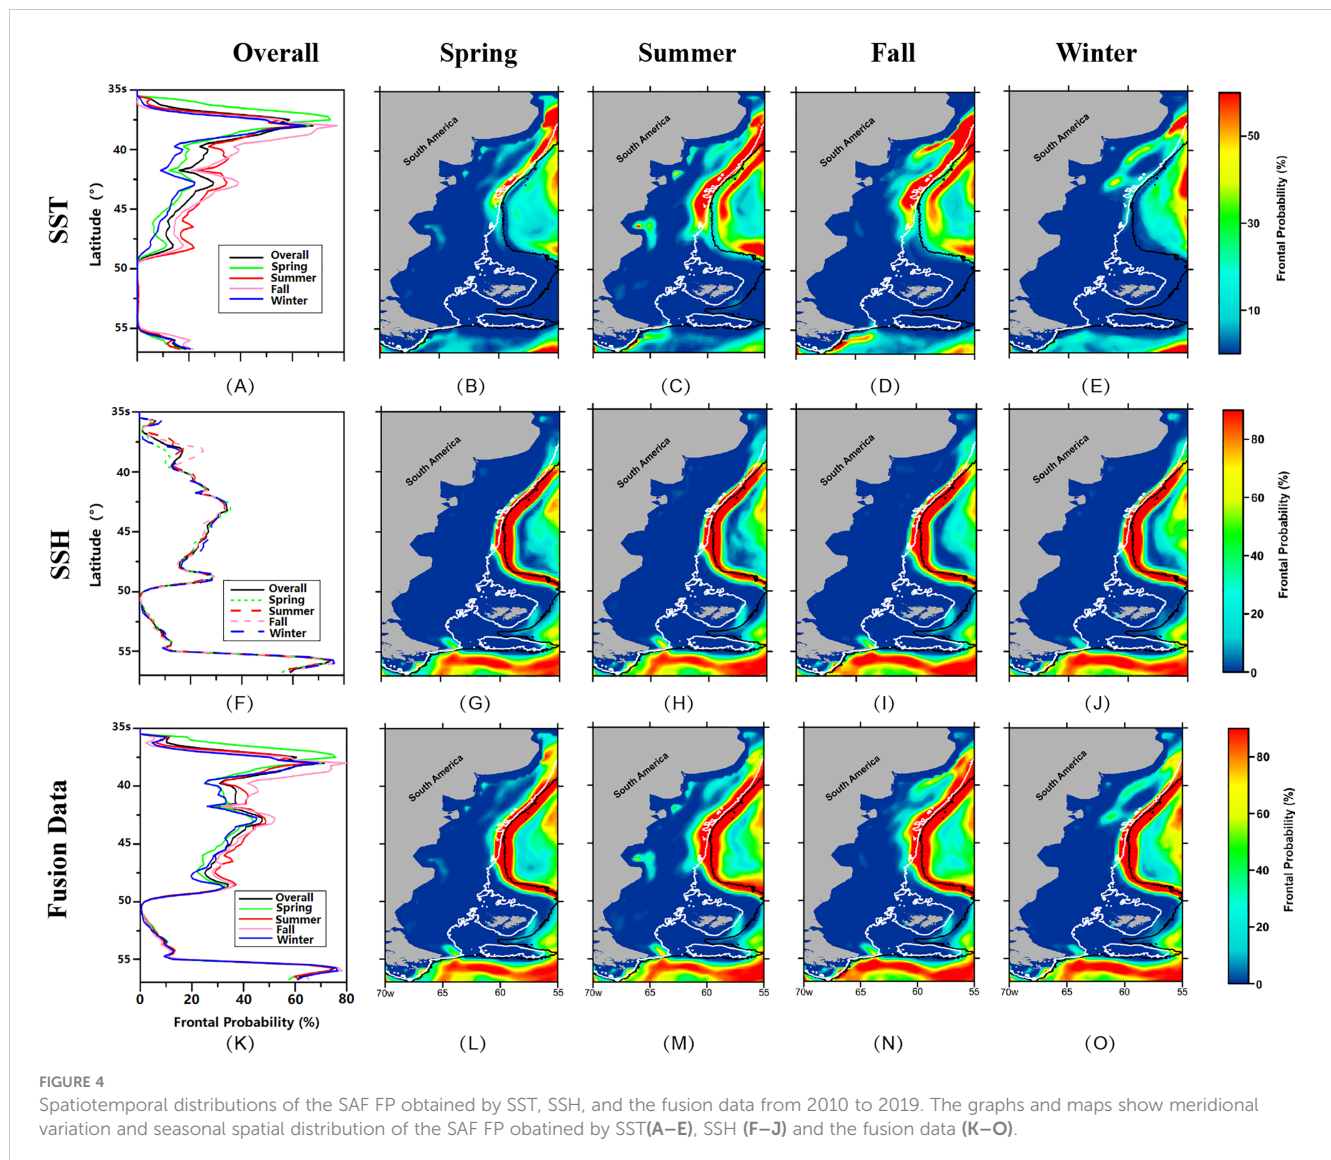 Overall
Spring
Summer
Fall
Winter
SST
Latitude (°)
35s
40
45
50
55
Overall
Spring
Summer
Fall
Winter
(A)
South America
(B)
South America
(C)
South America
(D)
South America
(E)
50
30
10
Frontal Probability (%)
SSH
Latitude (°)
35s
40
45
50
55
Overall
Spring
Summer
Fall
Winter
(F)
South America
(G)
South America
(H)
South America
(I)
South America
(J)
80
60
40
20
0
Frontal Probability (%)
Fusion Data
35s
40
45
50
55
Overall
Spring
Summer
Fall
Winter
0 20 40 60 80
Frontal Probability (%)
(K)
South America
70w 65 60 55
(L)
South America
70w 65 60 55
(M)
South America
70w 65 60 55
(N)
South America
70w 65 60 55
(O)
80
60
40
20
0
Frontal Probability (%)
FIGURE 4
Spatiotemporal distributions of the SAF FP obtained by SST, SSH, and the fusion data from 2010 to 2019. The graphs and maps show meridional
variation and seasonal spatial distribution of the SAF FP obatined by SST(A–E), SSH (F–J) and the fusion data (K–O).